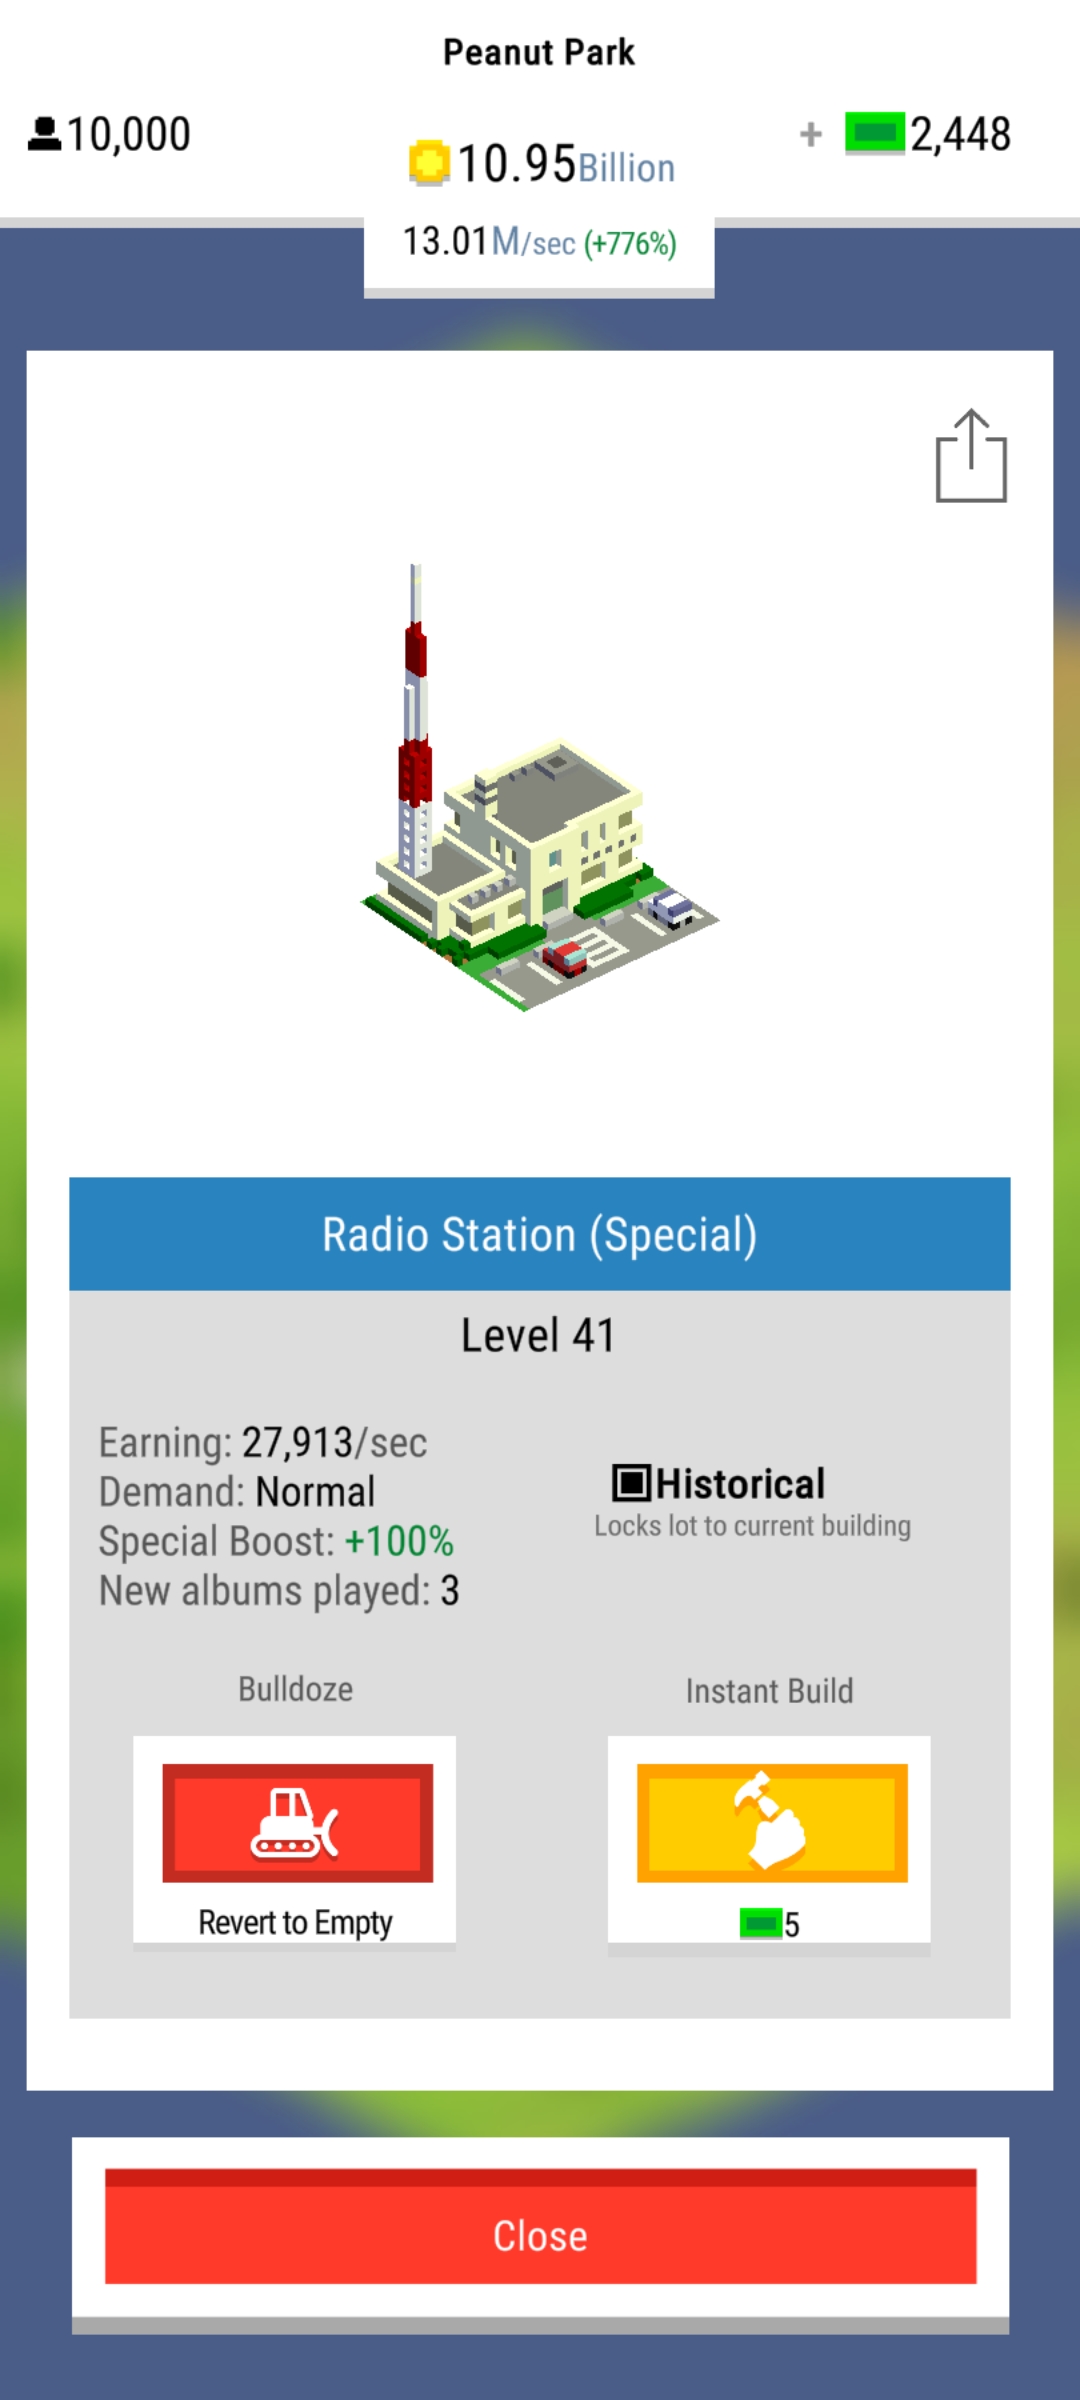 Peanut Park
10,000
10.95Billion
+ 2,448
13.01M/sec (+776%)
Radio Station (Special)
Level 41
Earning: 27,913/sec
Demand: Normal
Special Boost: +100%
New albums played: 3
Historical
Locks lot to current building
Bulldoze
Revert to Empty
Instant Build
5
Close